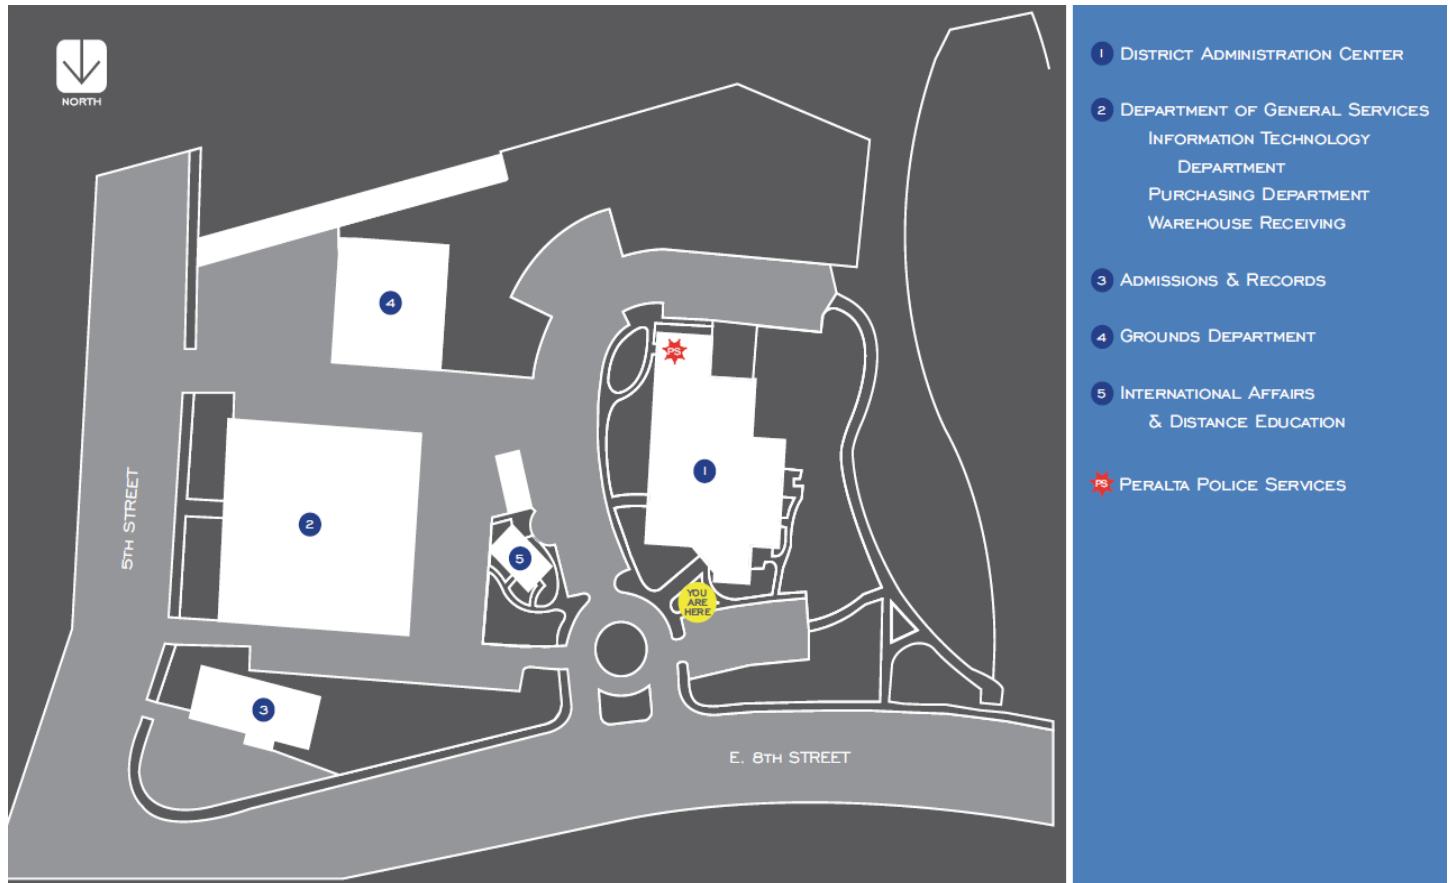 NORTH
4
PS
1
5TH STREET
2
5
YOU
ARE
HERE
3
E. 8TH STREET
1 DISTRICT ADMINISTRATION CENTER
2 DEPARTMENT OF GENERAL SERVICES
INFORMATION TECHNOLOGY
DEPARTMENT
PURCHASING DEPARTMENT
WAREHOUSE RECEIVING
3 ADMISSIONS & RECORDS
4 GROUNDS DEPARTMENT
5 INTERNATIONAL AFFAIRS
& DISTANCE EDUCATION
PS PERALTA POLICE SERVICES